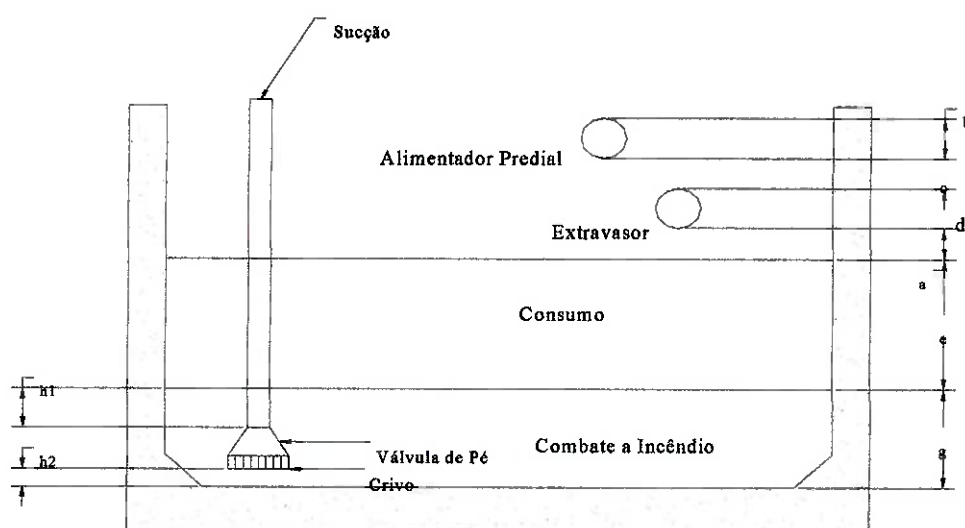 Sucção
Alimentador Predial
Extravasor
d
a
Consumo
e
h1
Combate a Incêndio
g
h2
Válvula de Pé
Crivo